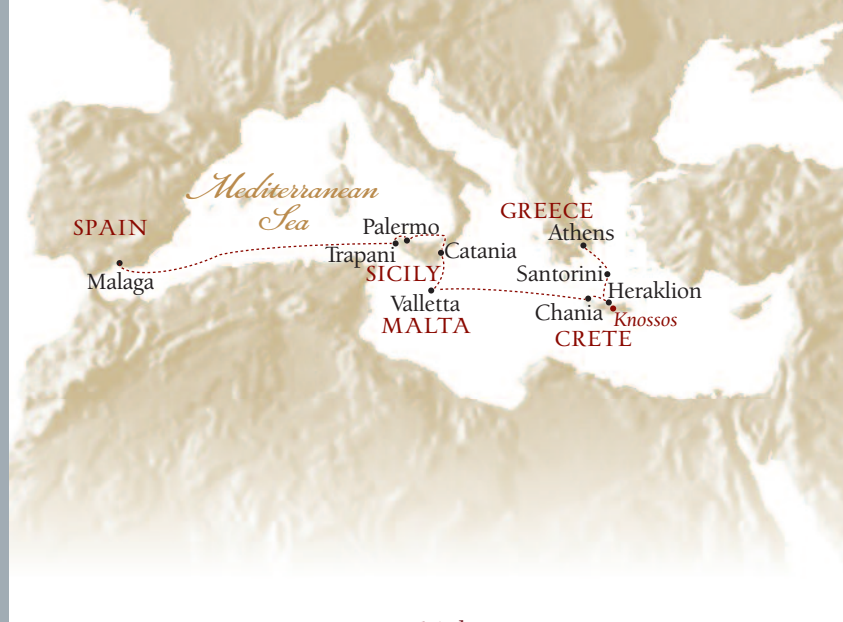 Mediterranean
Sea
SPAIN
Malaga
Palermo
Trapani
SICILY
Catania
Valletta
MALTA
GREECE
Athens
Santorini
Heraklion
Chania
Knossos
CRETE